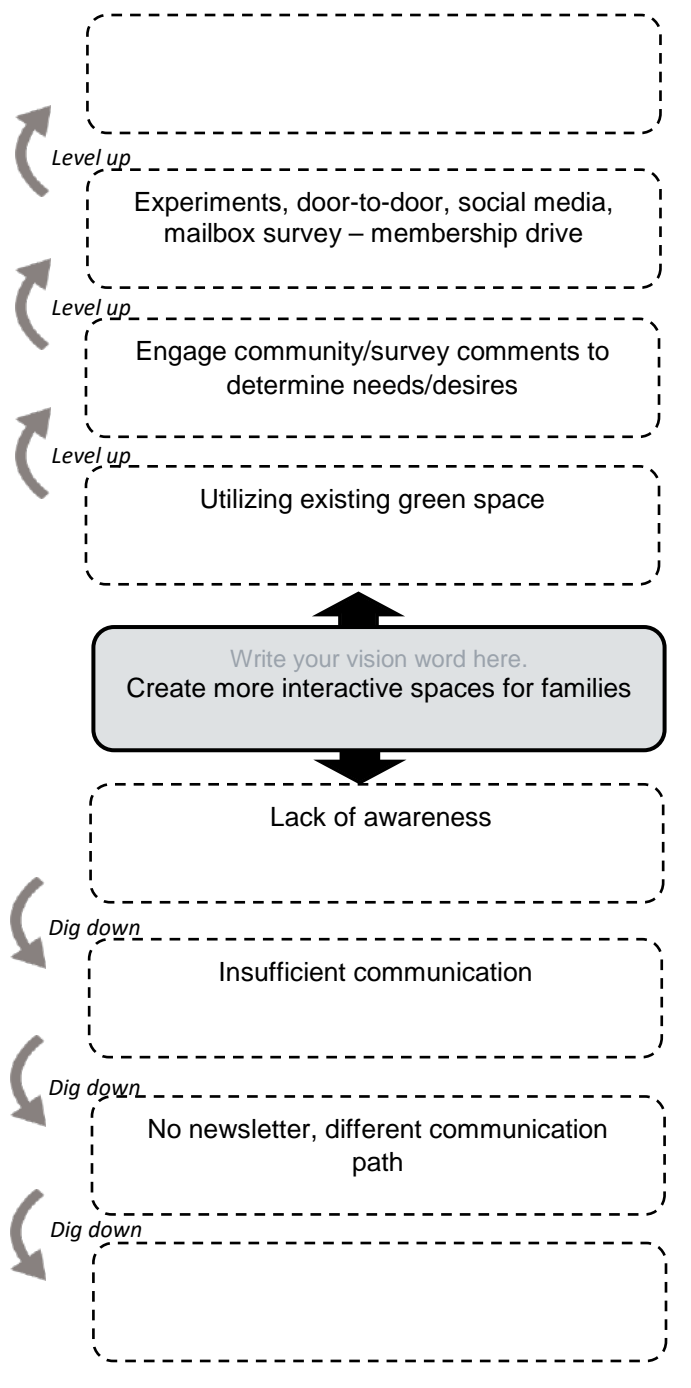 Level up
Experiments, door-to-door, social media,
mailbox survey – membership drive
Level up
Engage community/survey comments to
determine needs/desires
Level up
Utilizing existing green space
Write your vision word here.
Create more interactive spaces for families
Lack of awareness
Dig down
Insufficient communication
Dig down
No newsletter, different communication
path
Dig down